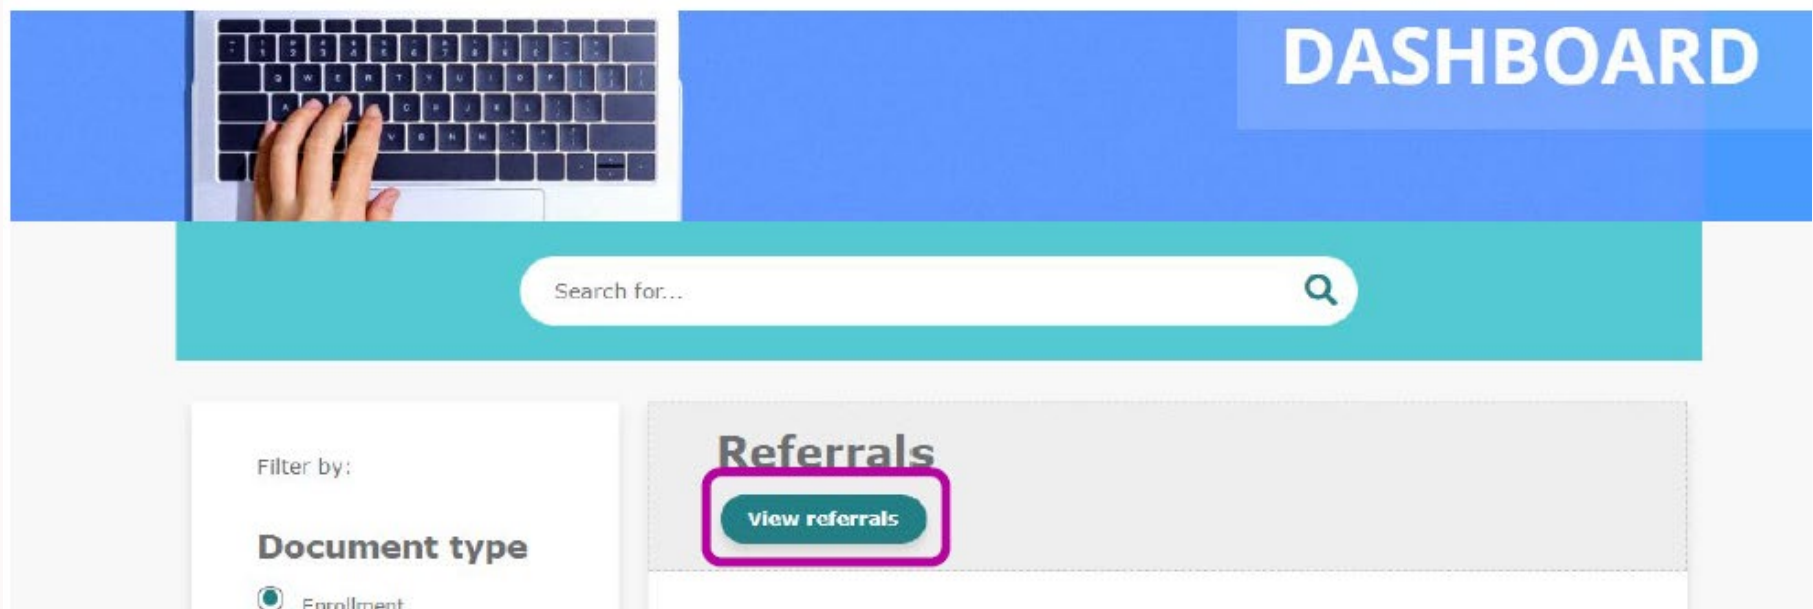 DASHBOARD
Search for...
Filter by:
Document type
Enrollment
Referrals
View referrals